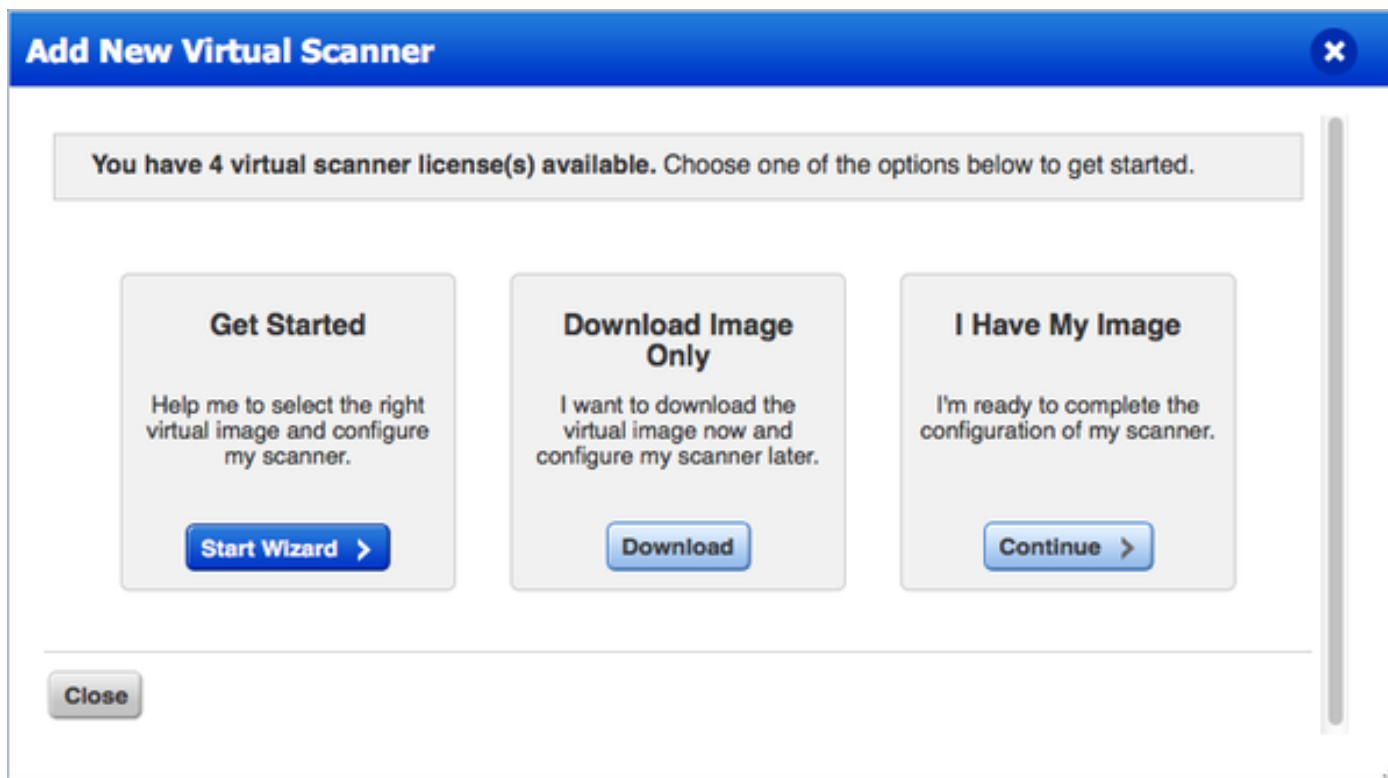 Add New Virtual Scanner
You have 4 virtual scanner license(s) available. Choose one of the options below to get started.
Get Started
Help me to select the right
virtual image and configure
my scanner.
Start Wizard
Download Image
Only
I want to download the
virtual image now and
configure my scanner later.
Download
I Have My Image
I'm ready to complete the
configuration of my scanner.
Continue
Close